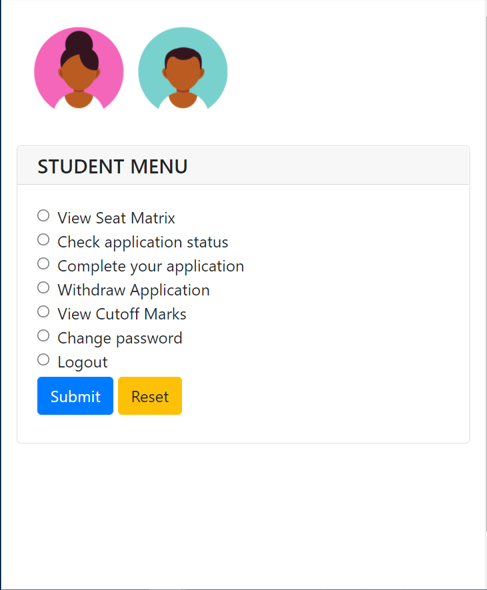 STUDENT MENU
View Seat Matrix
Check application status
Complete your application
Withdraw Application
View Cutoff Marks
Change password
Logout
Submit Reset